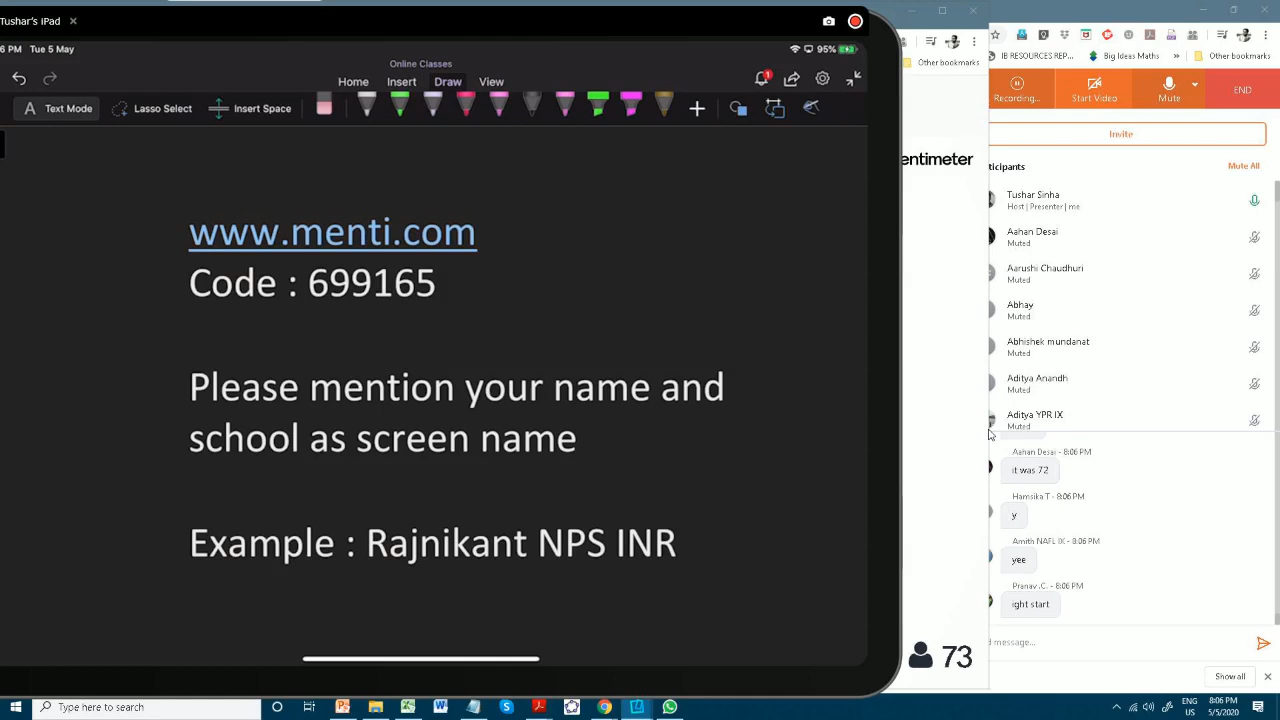 Tushar's iPad
6 PM Tue 5 May
95%
Online Classes
Home Insert Draw View
1
Text Mode
Lasso Select
Insert Space
www.menti.com
Code : 699165
Please mention your name and
school as screen name
Example : Rajnikant NPS INR
Other bookmarks
entimeter
73
IB RESOURCES REP...
Big Ideas Maths
»
Other bookmarks
Recording...
Start Video
Mute
END
Invite
ticipants
Mute All
Tushar Sinha
Host | Presenter | me
Aahan Desai
Muted
Aarushi Chaudhuri
Muted
Abhay
Muted
Abhishek mundanat
Muted
Aditya Anandh
Muted
Aditya YPR IX
Muted
Aahan Desai - 8:06 PM
it was 72
Hamsika T - 8:06 PM
y
Amith NAFL IX - 8:06 PM
yee
Pranav .C. - 8:06 PM
ight start
d message...
Show all
Type here to search
ENG
US
8:06 PM
5/5/2020